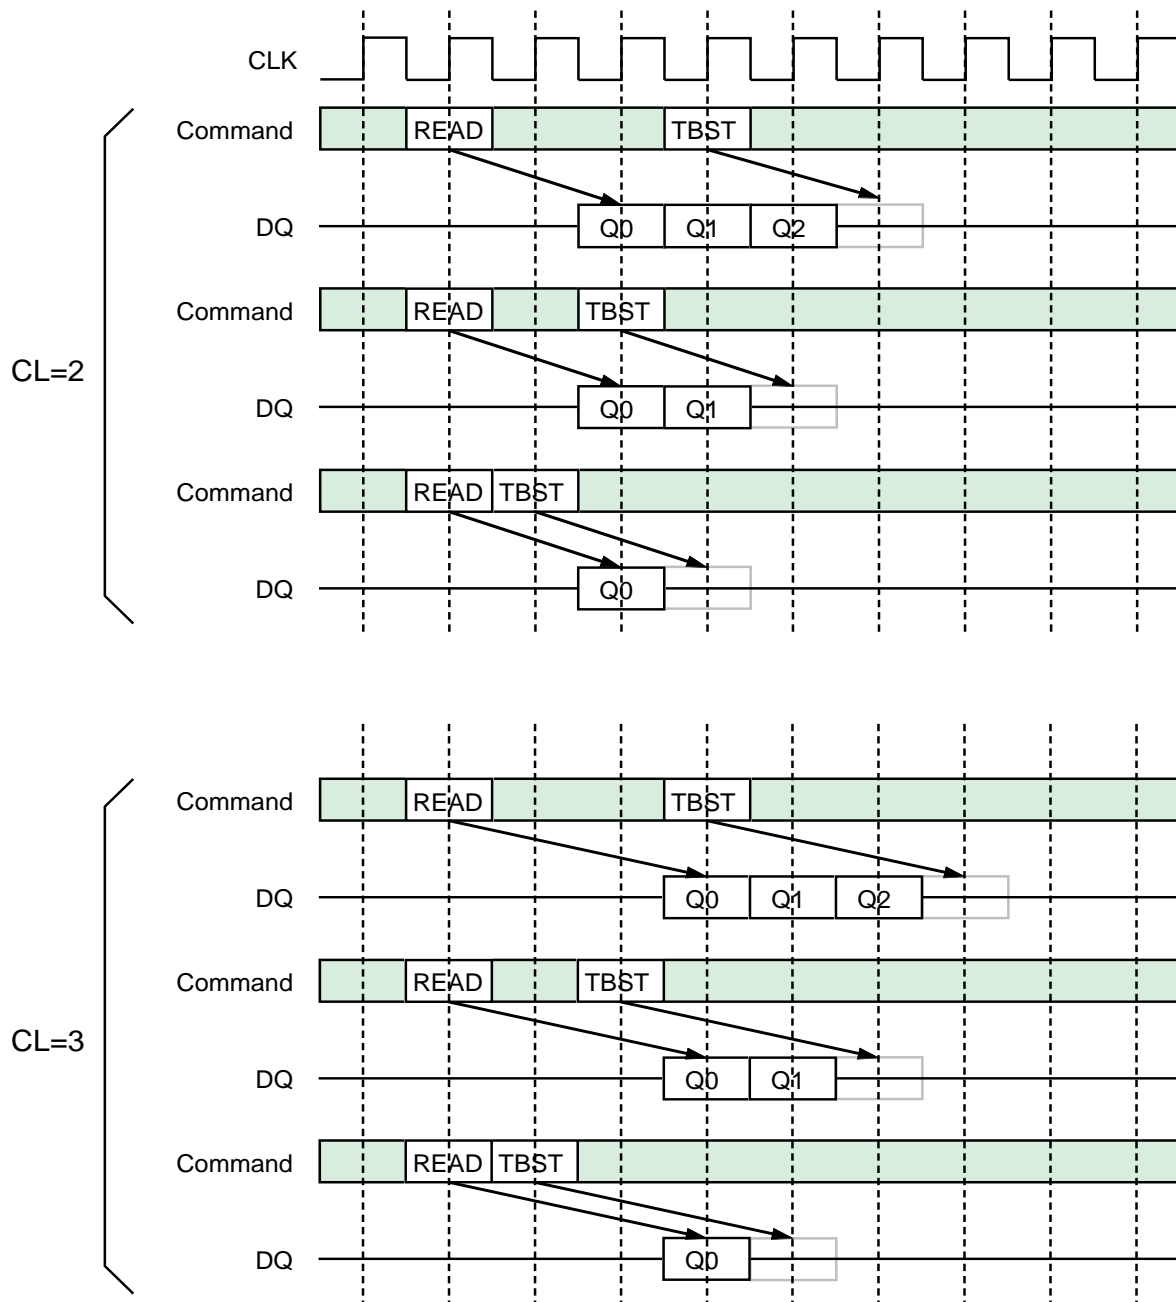 CLK
Command READ TBST
DQ Q0 Q1 Q2
Command READ TBST
CL=2
DQ Q0 Q1
Command READ TBST
DQ Q0
Command READ TBST
DQ Q0 Q1 Q2
Command READ TBST
CL=3
DQ Q0 Q1
Command READ TBST
DQ Q0